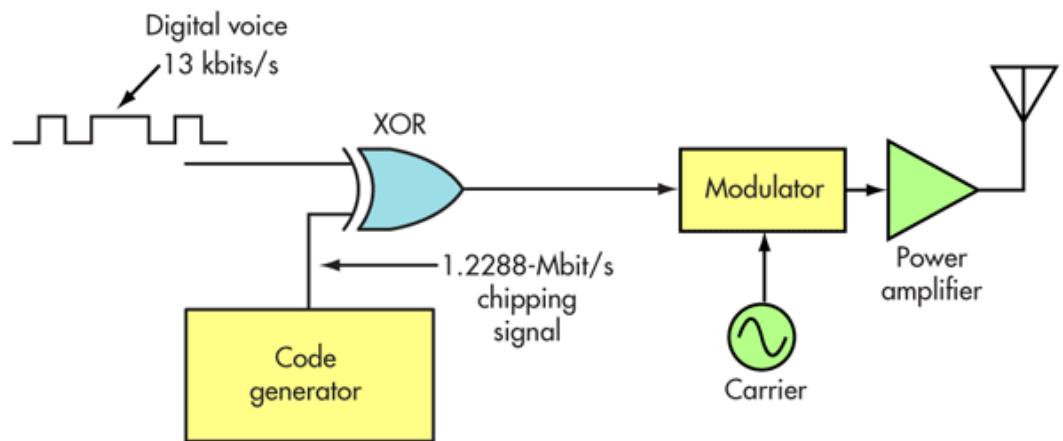 Digital voice
13 kbits/s
XOR
Modulator
Power
amplifier
1.2288-Mbit/s
chipping
signal
Code
generator
Carrier